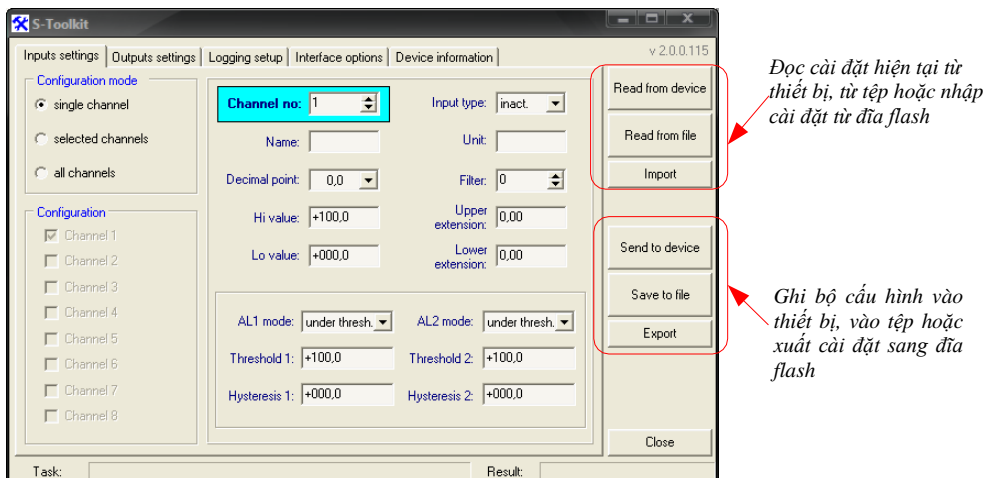 S-Toolkit
v 2.0.0.115
Inputs settings Outputs settings Logging setup Interface options Device information
Configuration mode
single channel
selected channels
all channels
Configuration
Channel 1
Channel 2
Channel 3
Channel 4
Channel 5
Channel 6
Channel 7
Channel 8
Channel no: 1 Input type: inact.
Name: Unit:
Decimal point: 0,0 Filter: 0
Hi value: +100,0 Upper extension: 0,00
Lo value: +000,0 Lower extension: 0,00
AL1 mode: under thresh. AL2 mode: under thresh.
Threshold 1: +100,0 Threshold 2: +100,0
Hysteresis 1: +000,0 Hysteresis 2: +000,0
Read from device
Read from file
Import
Send to device
Save to file
Export
Close
Task: Result:
Đọc cài đặt hiện tại từ
thiết bị, từ tệp hoặc nhập
cài đặt từ đĩa flash
Ghi bộ cấu hình vào
thiết bị, vào tệp hoặc
xuất cài đặt sang đĩa
flash